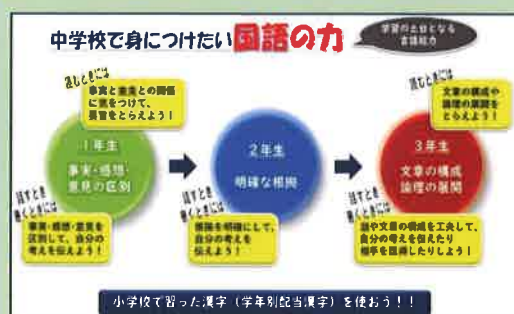 中学校で身につけたい国語の力
学習の土台となる
言語能力
読むときには
事実と意見との関係
に気をつけて、
要旨をとらえよう！
1年生
事実・感想・
意見の区別
話すとき
書くときには
事実・感想・意見を
区別して、自分の
考えを伝えよう！
2年生
明確な根拠
根拠を明確にして、
自分の考えを
伝えよう！
読むときには
文章の構成や
論理の展開を
とらえよう！
3年生
文章の構成
論理の展開
話すとき
書くときには
話や文章の構成を工夫して、
自分の考えを伝えたり
相手を説得したりしよう！
小学校で習った漢字（学年別配当漢字）を使おう！！